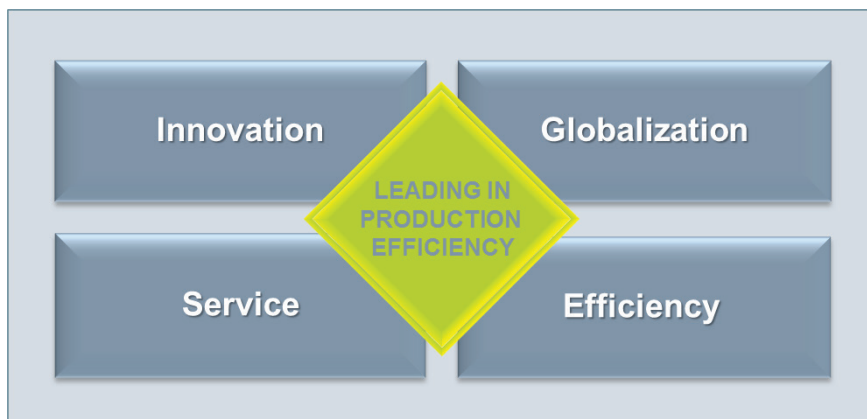 Innovation
Globalization
LEADING IN
PRODUCTION
EFFICIENCY
Service
Efficiency